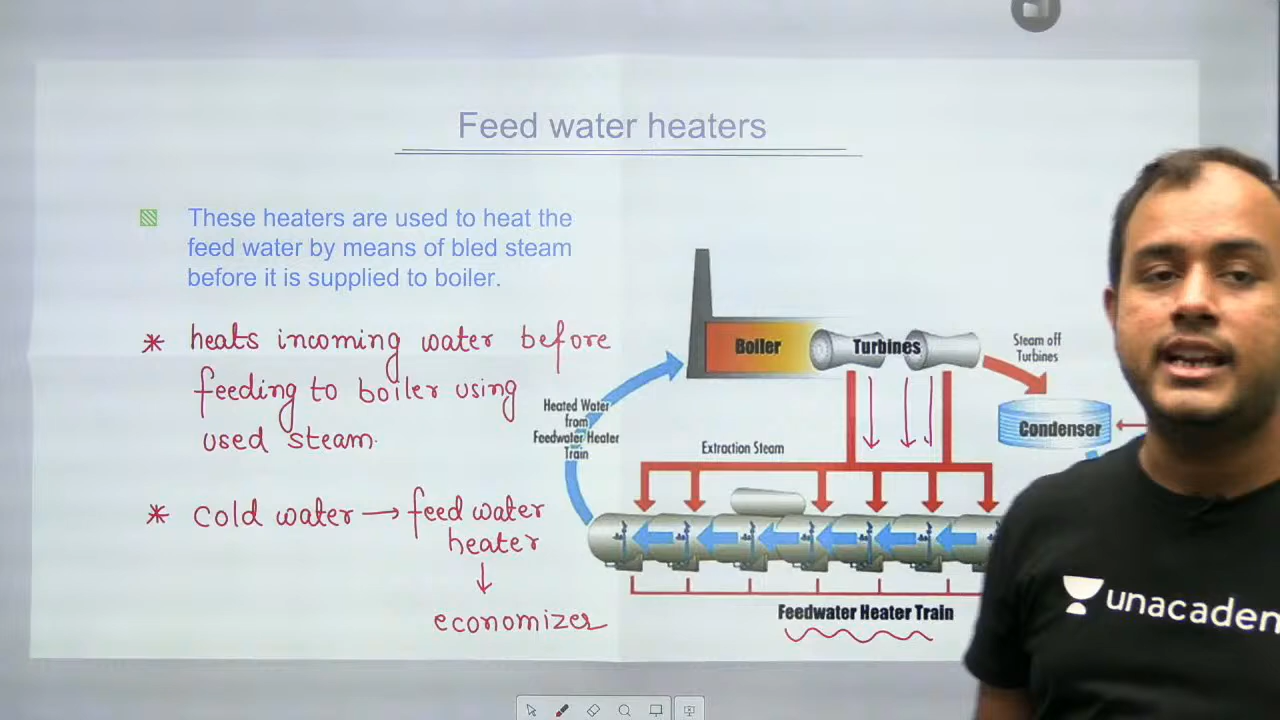 Feed water heaters
These heaters are used to heat the
feed water by means of bled steam
before it is supplied to boiler.
* heats incoming water before
feeding to boiler using
used steam.
* cold water → feed water
heater
↓
economizer
Boiler
Turbines
Steam off
Turbines
Condenser
Heated Water
from
Feedwater Heater
Train
Extraction Steam
Feedwater Heater Train
unacadem